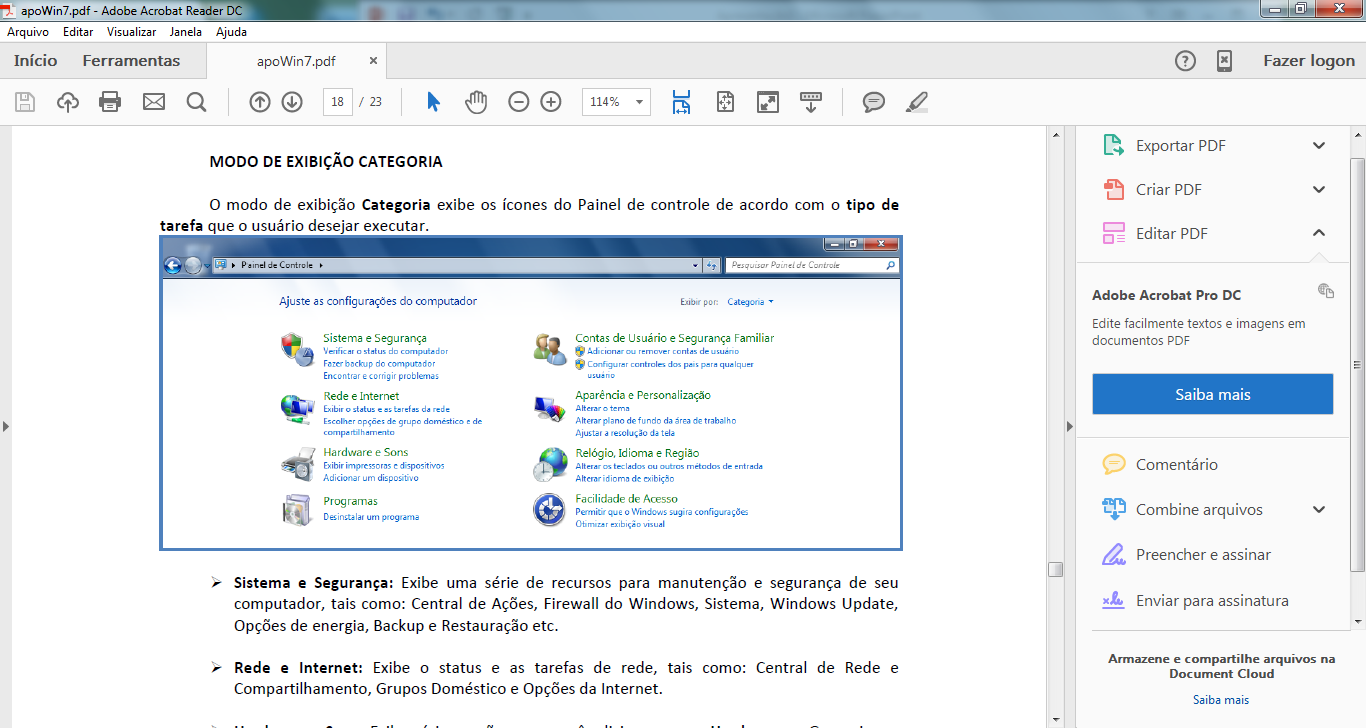 apoWin7.pdf - Adobe Acrobat Reader DC
Arquivo Editar Visualizar Janela Ajuda
Início Ferramentas apoWin7.pdf × Fazer logon
18 / 23 114%
MODO DE EXIBIÇÃO CATEGORIA
O modo de exibição Categoria exibe os ícones do Painel de controle de acordo com o tipo de
tarefa que o usuário desejar executar.
Painel de Controle
Pesquisar Painel de Controle
Ajuste as configurações do computador
Exibir por: Categoria
Sistema e Segurança
Verificar o status do computador
Fazer backup do computador
Encontrar e corrigir problemas
Rede e Internet
Exibir o status e as tarefas da rede
Escolher opções de grupo doméstico e de
compartilhamento
Hardware e Sons
Exibir impressoras e dispositivos
Adicionar um dispositivo
Programas
Desinstalar um programa
Contas de Usuário e Segurança Familiar
Adicionar ou remover contas de usuário
Configurar controles dos pais para qualquer
usuário
Aparência e Personalização
Alterar o tema
Alterar plano de fundo da área de trabalho
Ajustar a resolução da tela
Relógio, Idioma e Região
Alterar os teclados ou outros métodos de entrada
Alterar idioma de exibição
Facilidade de Acesso
Permitir que o Windows sugira configurações
Otimizar exibição visual
Sistema e Segurança: Exibe uma série de recursos para manutenção e segurança de seu
computador, tais como: Central de Ações, Firewall do Windows, Sistema, Windows Update,
Opções de energia, Backup e Restauração etc.
Rede e Internet: Exibe o status e as tarefas de rede, tais como: Central de Rede e
Compartilhamento, Grupos Doméstico e Opções da Internet.
Exportar PDF
Criar PDF
Editar PDF
Adobe Acrobat Pro DC
Edite facilmente textos e imagens em
documentos PDF
Saiba mais
Comentário
Combine arquivos
Preencher e assinar
Enviar para assinatura
Armazene e compartilhe arquivos na
Document Cloud
Saiba mais